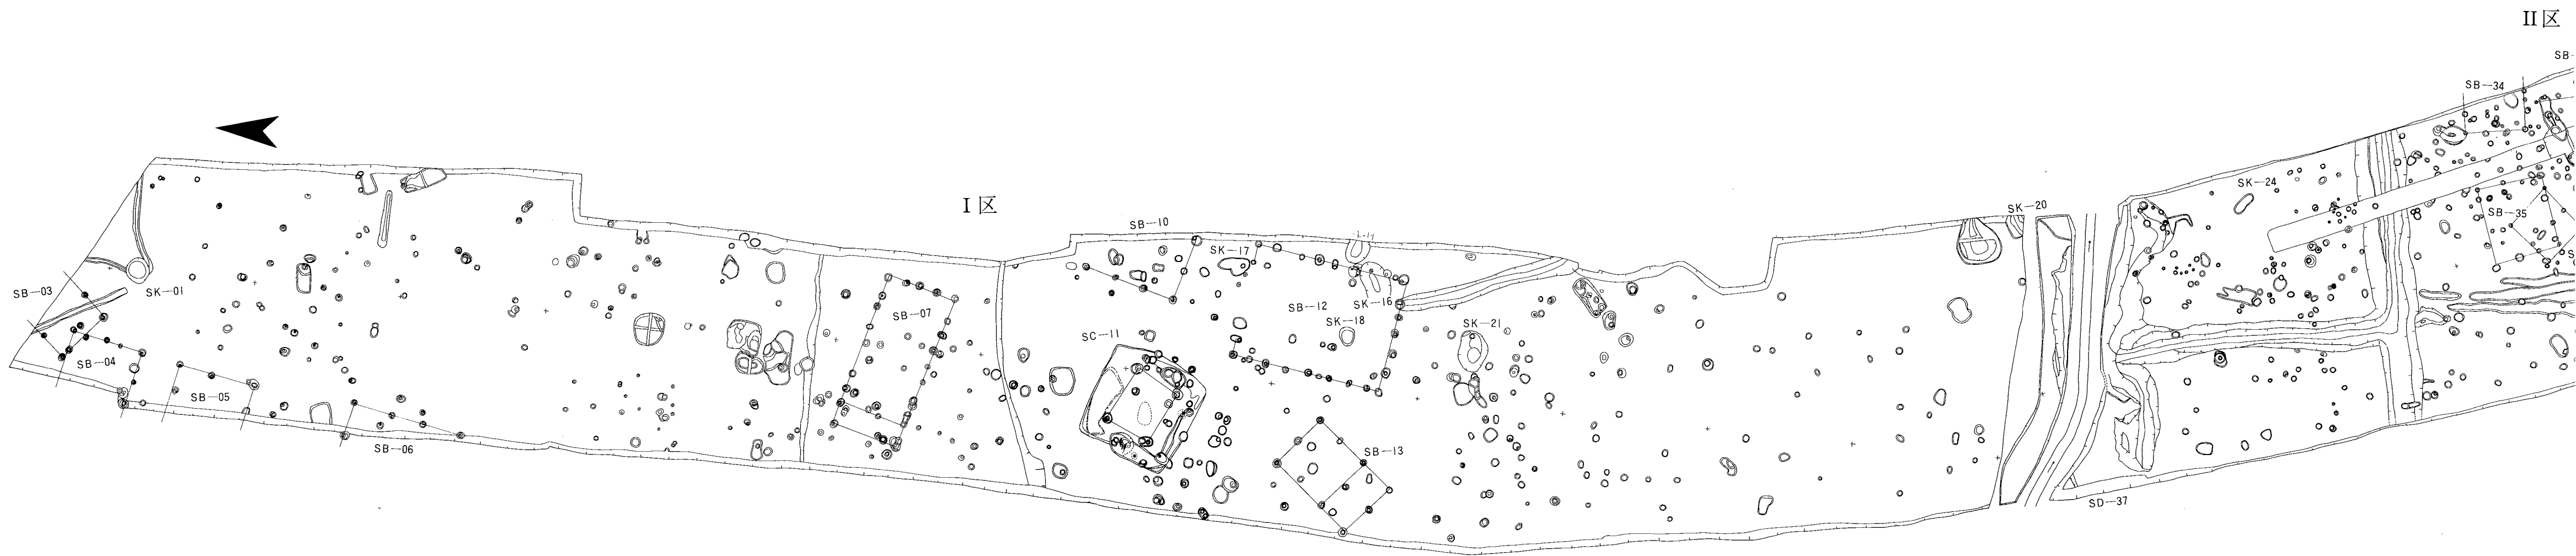 II区
SB—
SB—34
SK—24
SB—35
S
SK—20
I区
SB—10
SK—17
SB—12
SK—16
SK—18
SK—21
SB—07
SC—11
SB—13
SB—03
SK—01
SB—04
SB—05
SB—06
SD—37